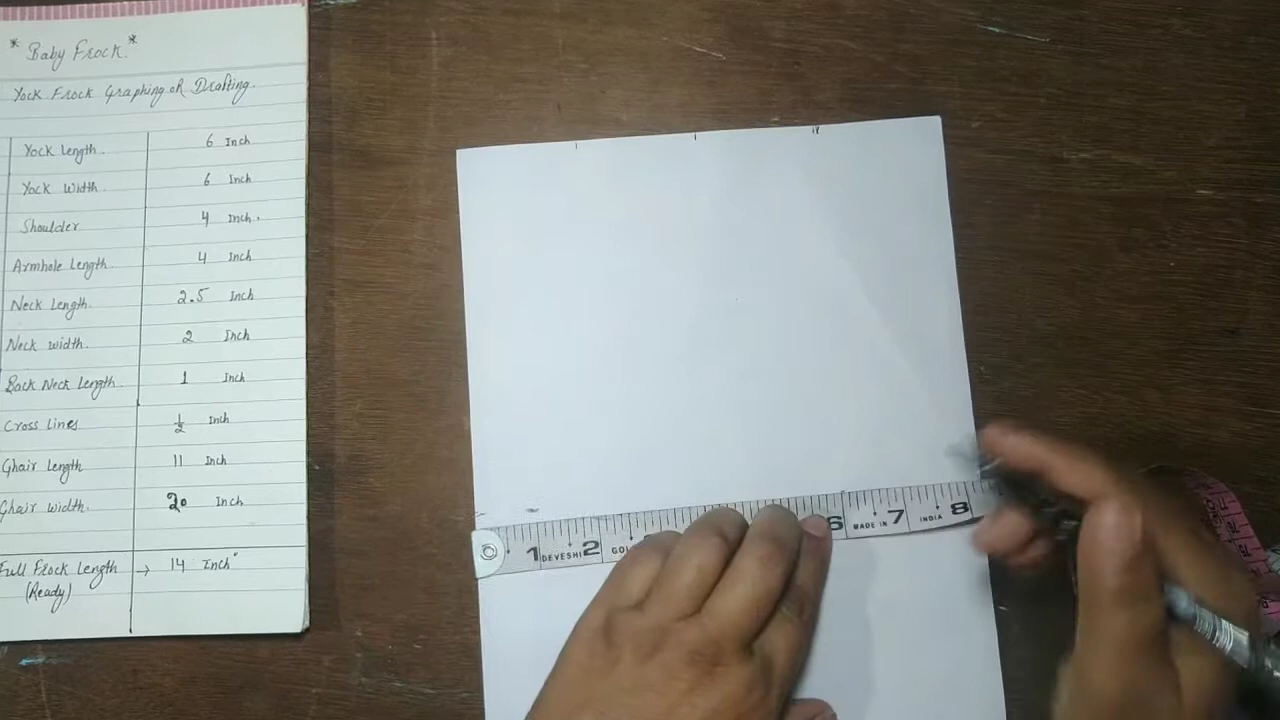 * Baby Frock. *
Yock Frock Graphing or Drafting.
Yock Length. 6 Inch
Yock Width 6 Inch
Shoulder 4 Inch.
Armhole Length. 4 Inch
Neck Length. 2.5 Inch
Neck width. 2 Inch
Back Neck Length. 1 Inch
Cross Lines 1/2 Inch
Ghair Length 11 Inch
Ghair width. 20 Inch
Full Frock Length → 14 Inch"
(Ready)
1 DEVESHI 2 6 MADE IN 7 INDIA 8